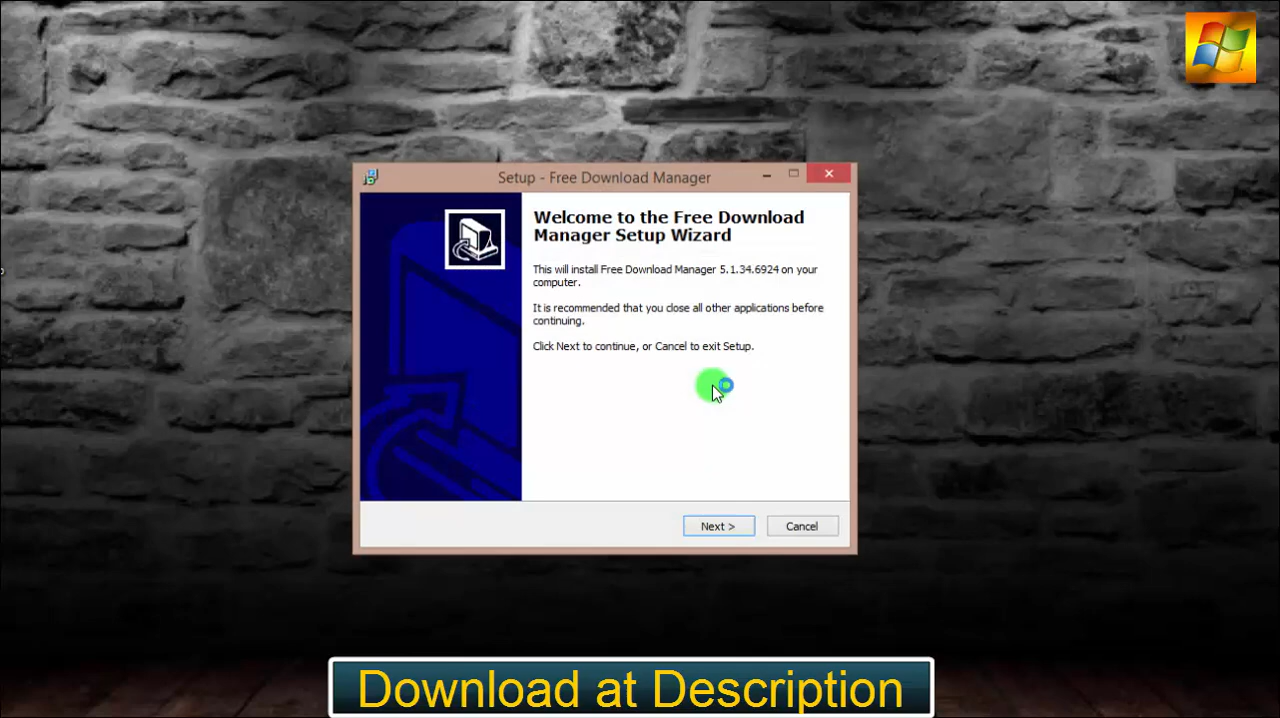 Setup - Free Download Manager
Welcome to the Free Download
Manager Setup Wizard
This will install Free Download Manager 5.1.34.6924 on your
computer.
It is recommended that you close all other applications before
continuing.
Click Next to continue, or Cancel to exit Setup.
Next >
Cancel
Download at Description